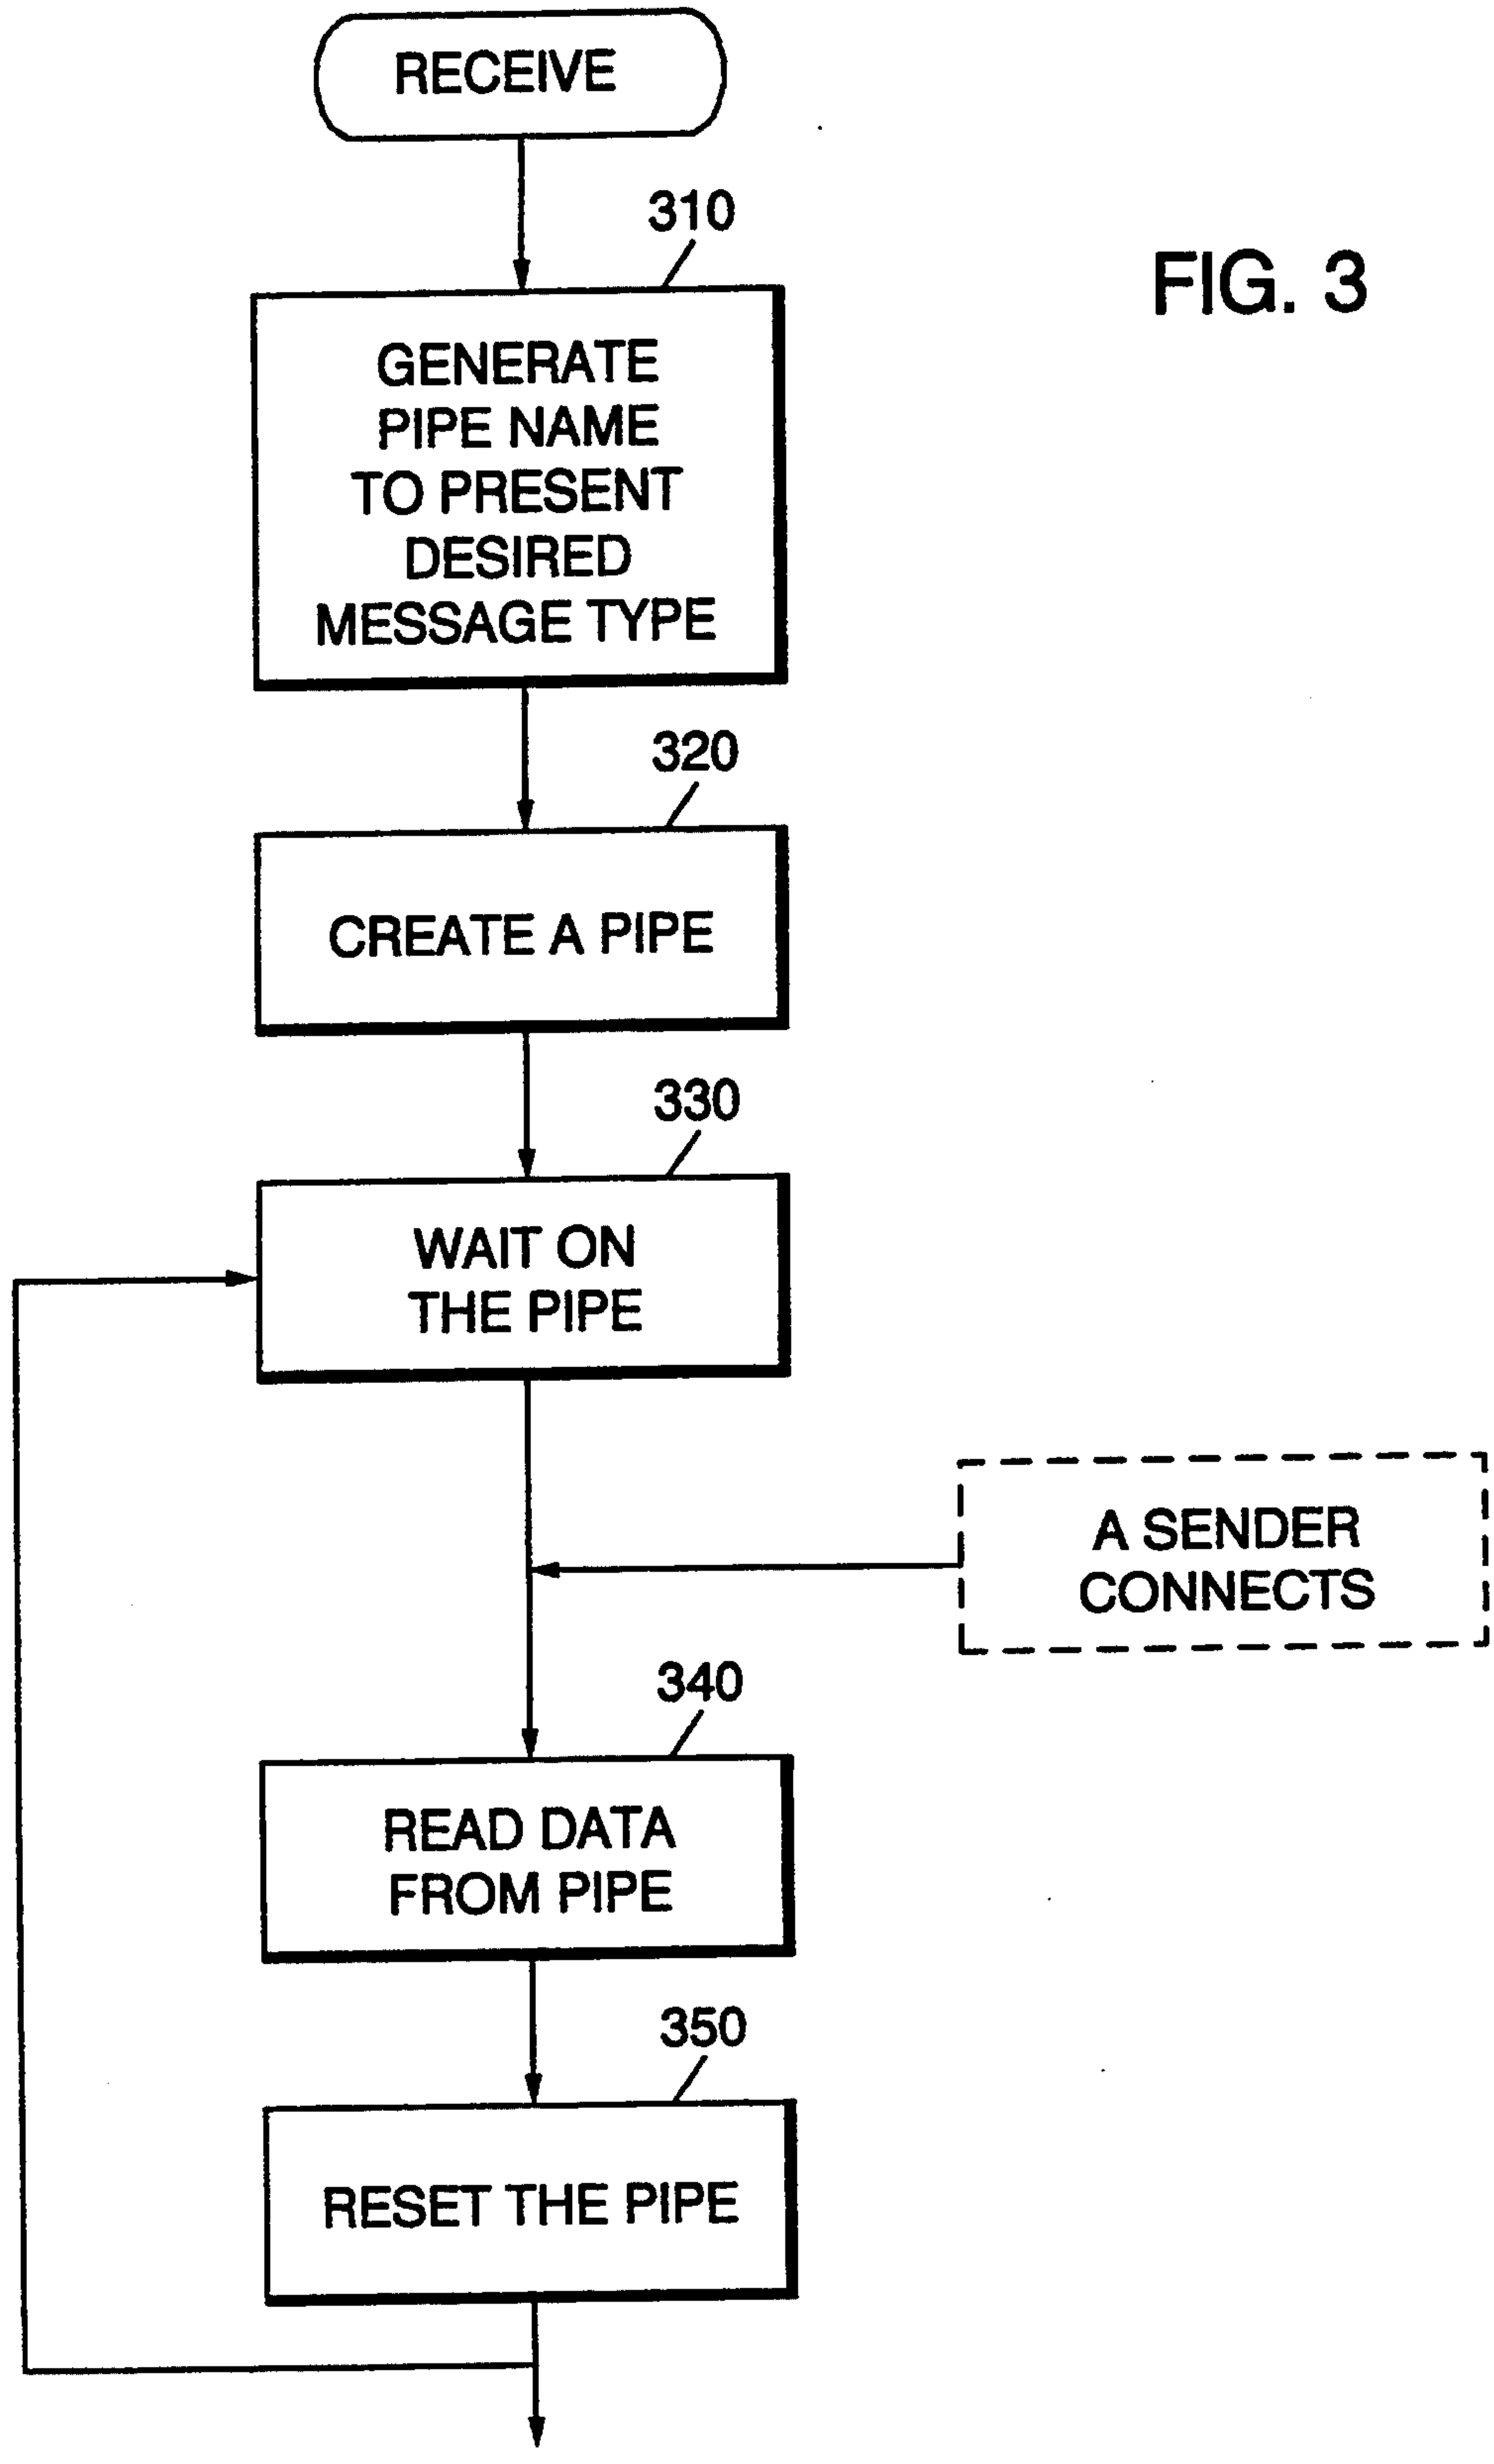 RECEIVE
310
FIG. 3
GENERATE
PIPE NAME
TO PRESENT
DESIRED
MESSAGE TYPE
320
CREATE A PIPE
330
WAIT ON
THE PIPE
A SENDER
CONNECTS
340
READ DATA
FROM PIPE
350
RESET THE PIPE